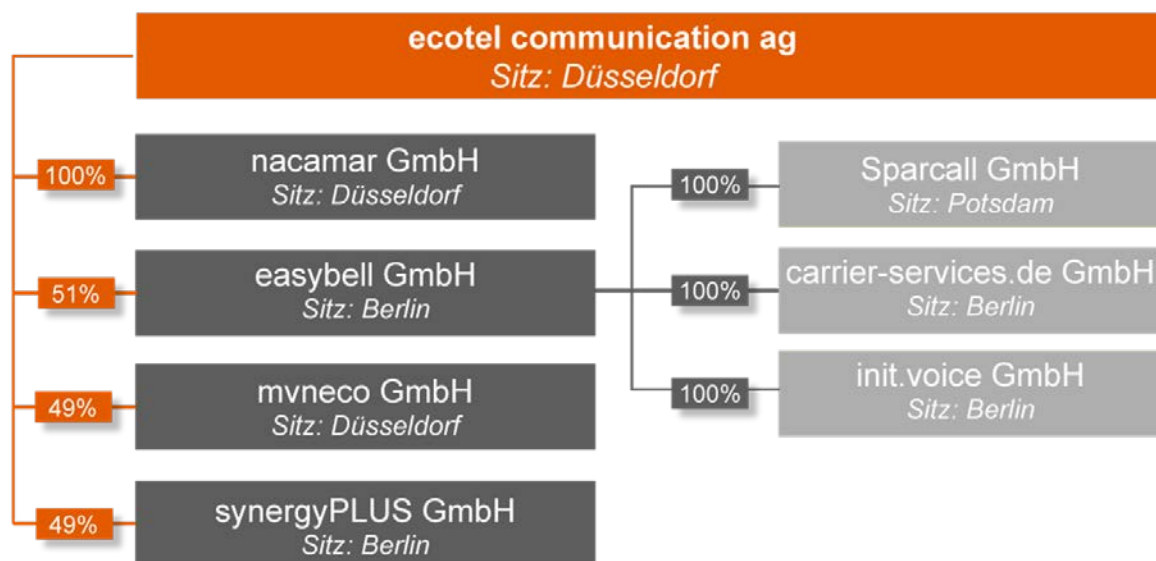 ecotel communication ag
Sitz: Düsseldorf
100%
nacamar GmbH
Sitz: Düsseldorf
100%
Sparcall GmbH
Sitz: Potsdam
51%
easybell GmbH
Sitz: Berlin
100%
carrier-services.de GmbH
Sitz: Berlin
49%
mvneco GmbH
Sitz: Düsseldorf
100%
init.voice GmbH
Sitz: Berlin
49%
synergyPLUS GmbH
Sitz: Berlin